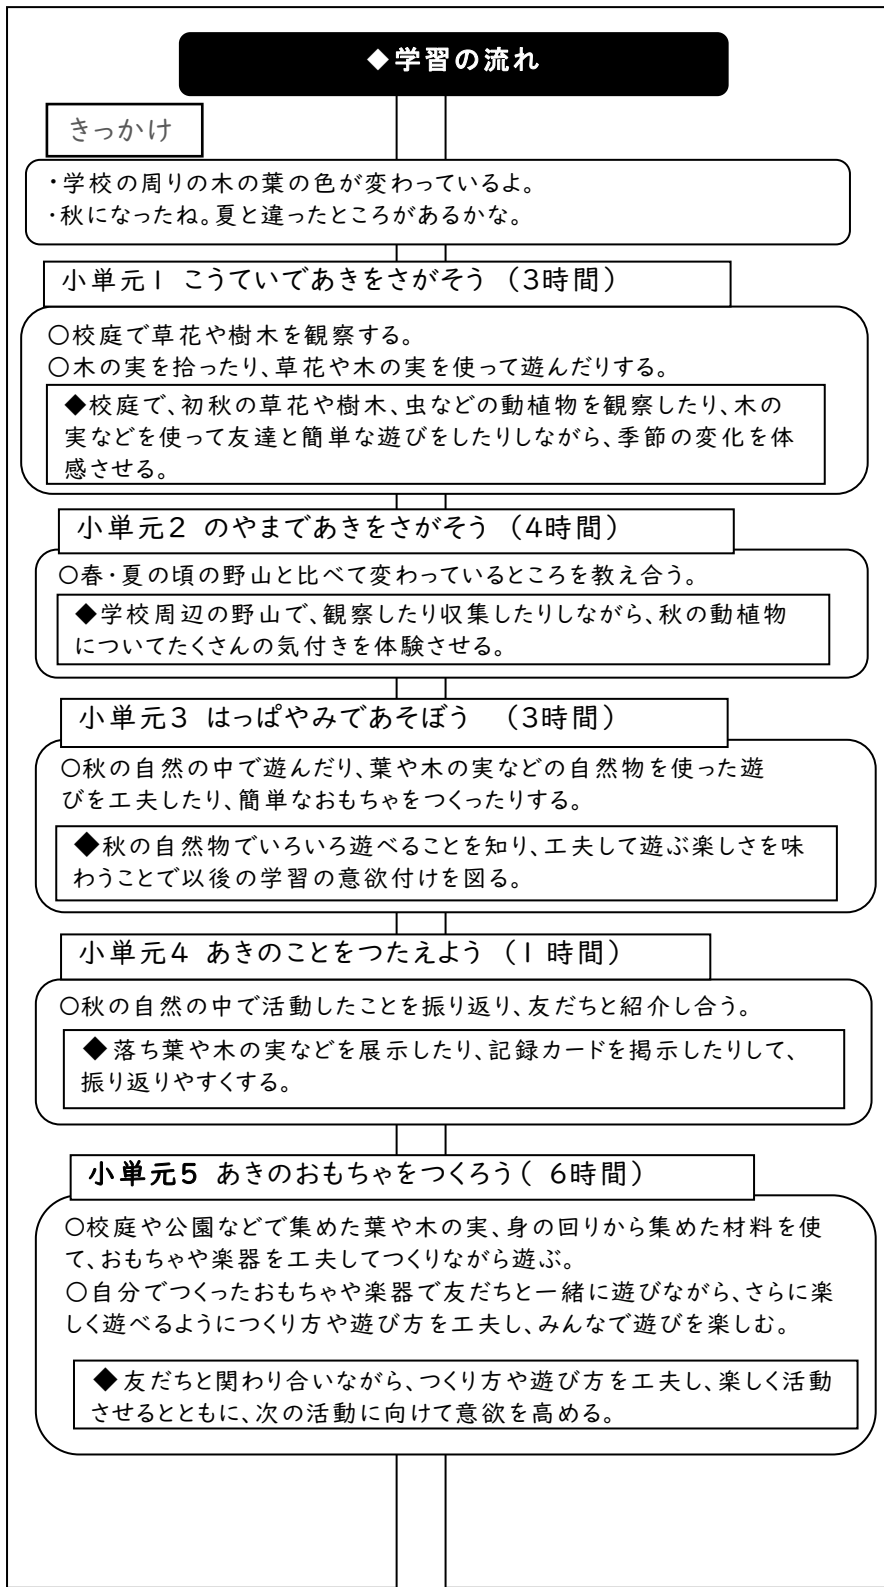 ◆学習の流れ
きっかけ
・学校の周りの木の葉の色が変わっているよ。
・秋になったね。夏と違ったところがあるかな。
小単元1 こうていであきをさがそう (3時間)
○校庭で草花や樹木を観察する。
○木の実を拾ったり、草花や木の実を使って遊んだりする。
◆校庭で、初秋の草花や樹木、虫などの動植物を観察したり、木の
実などを使って友達と簡単な遊びをしたりしながら、季節の変化を体
感させる。
小単元2 のやまであきをさがそう (4時間)
○春・夏の頃の野山と比べて変わっているところを教え合う。
◆学校周辺の野山で、観察したり収集したりしながら、秋の動植物
についてたくさんの気付きを体験させる。
小単元3 はっぱやみであそぼう (3時間)
○秋の自然の中で遊んだり、葉や木の実などの自然物を使った遊
びを工夫したり、簡単なおもちゃをつくったりする。
◆秋の自然物でいろいろ遊べることを知り、工夫して遊ぶ楽しさを味
わうことで以後の学習の意欲付けを図る。
小単元4 あきのことをつたえよう (1時間)
○秋の自然の中で活動したことを振り返り、友だちと紹介し合う。
◆落ち葉や木の実などを展示したり、記録カードを掲示したりして、
振り返りやすくする。
小単元5 あきのおもちゃをつくろう( 6時間)
○校庭や公園などで集めた葉や木の実、身の回りから集めた材料を使
て、おもちゃや楽器を工夫してつくりながら遊ぶ。
○自分でつくったおもちゃや楽器で友だちと一緒に遊びながら、さらに楽
しく遊べるようにつくり方や遊び方を工夫し、みんなで遊びを楽しむ。
◆友だちと関わり合いながら、つくり方や遊び方を工夫し、楽しく活動
させるとともに、次の活動に向けて意欲を高める。